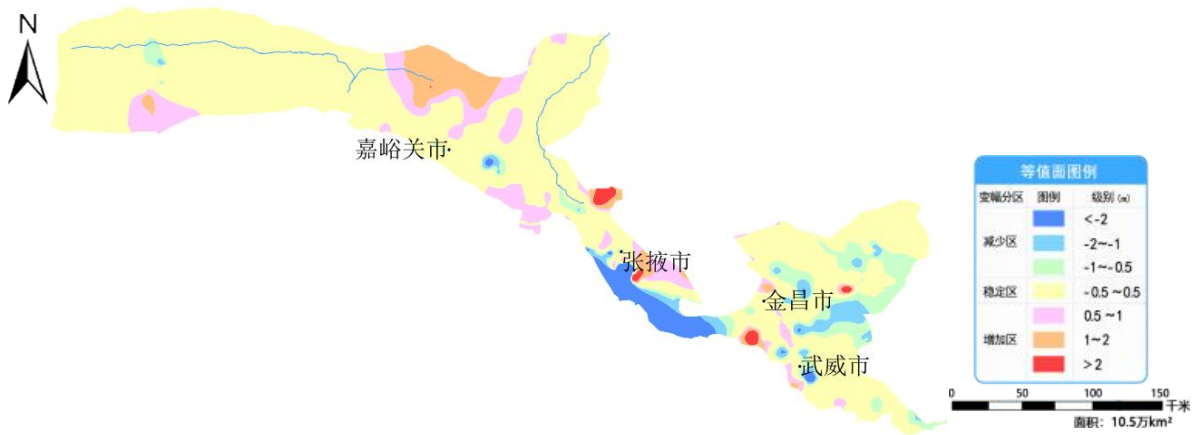 N
嘉峪关市
张掖市
金昌市
武威市
等值面图例
变幅分区 图例 级别 (m)
<-2
减少区 -2~-1
-1~-0.5
稳定区 -0.5~0.5
0.5~1
增加区 1~2
>2
0 50 100 150
千米
面积：10.5万km²